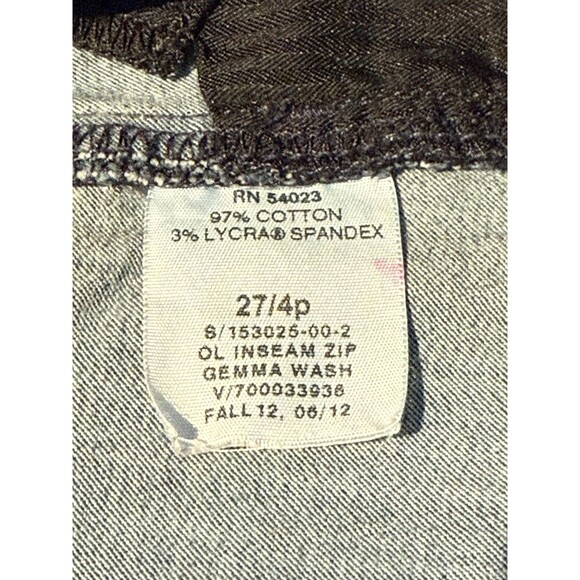 RN 54023
97% COTTON
3% LYCRA® SPANDEX
27/4p
S/153025-00-2
OL INSEAM ZIP
GEMMA WASH
V/700033936
FALL 12, 06/12